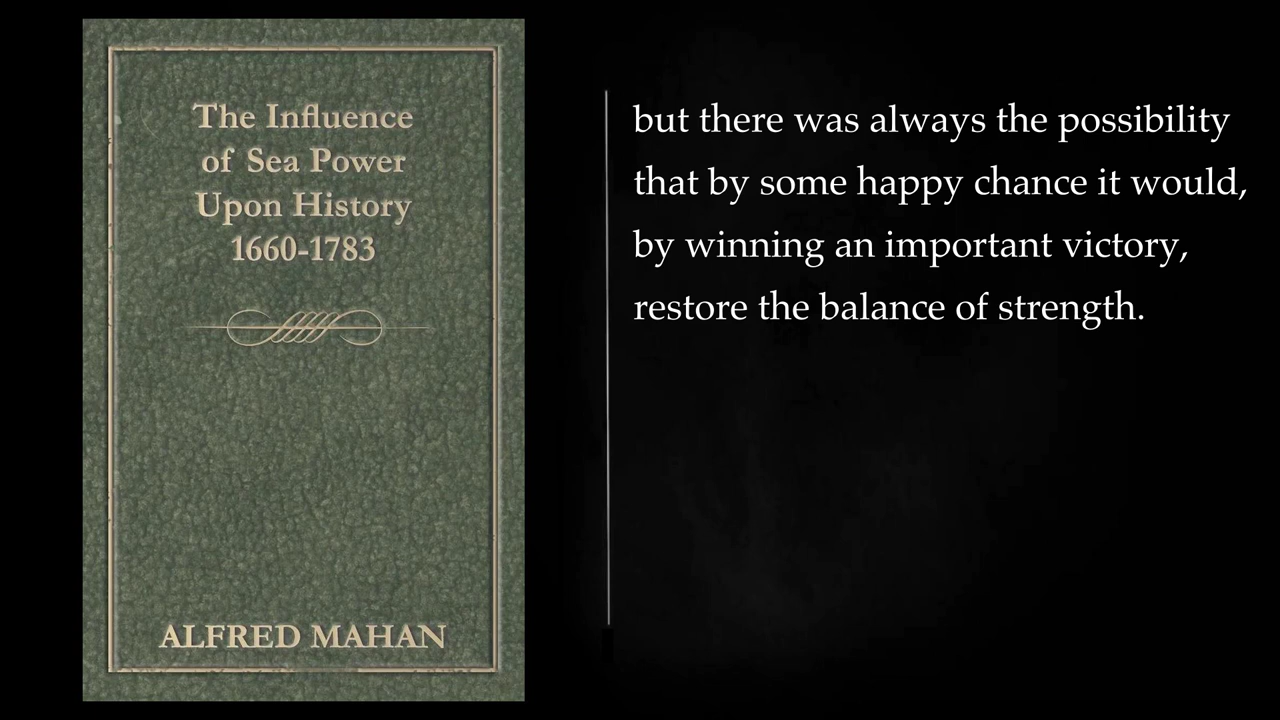 The Influence
of Sea Power
Upon History
1660-1783
ALFRED MAHAN
but there was always the possibility
that by some happy chance it would,
by winning an important victory,
restore the balance of strength.